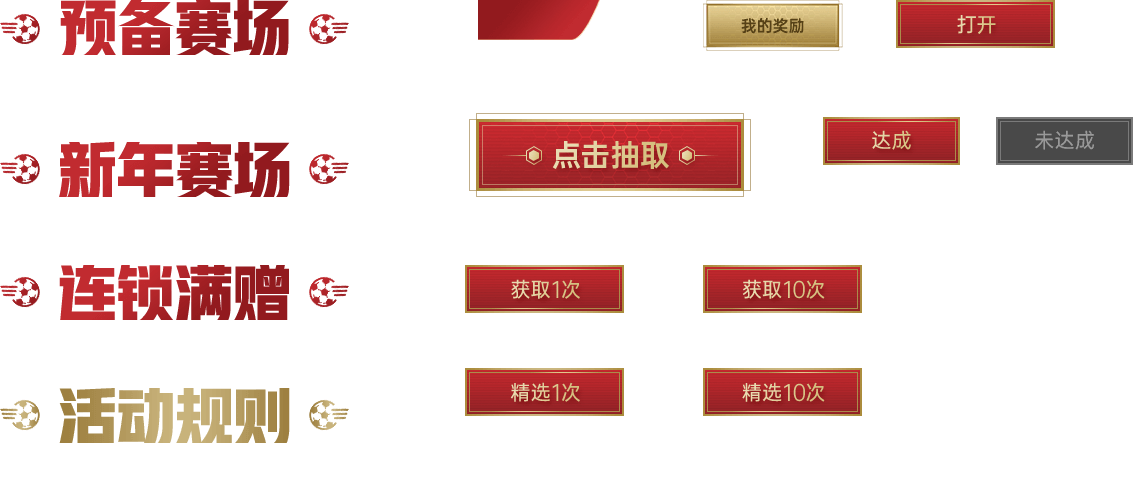 预备赛场
我的奖励
打开
新年赛场
点击抽取
达成
未达成
连锁满赠
获取1次
获取10次
活动规则
精选1次
精选10次